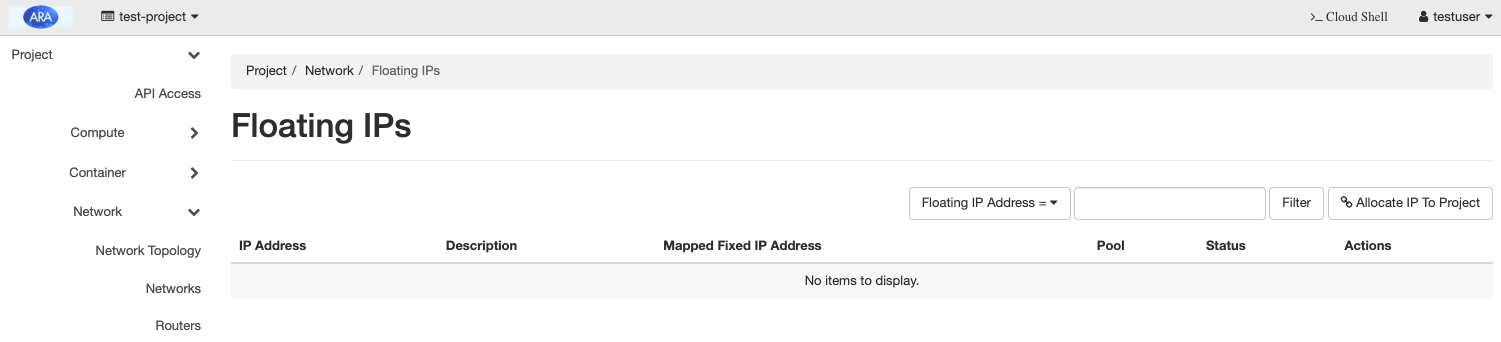 ARA
test-project
>_ Cloud Shell
testuser
Project
API Access
Compute
Container
Network
Network Topology
Networks
Routers
Project / Network / Floating IPs
Floating IPs
Floating IP Address =
Filter
Allocate IP To Project
IP Address Description Mapped Fixed IP Address Pool Status Actions
No items to display.